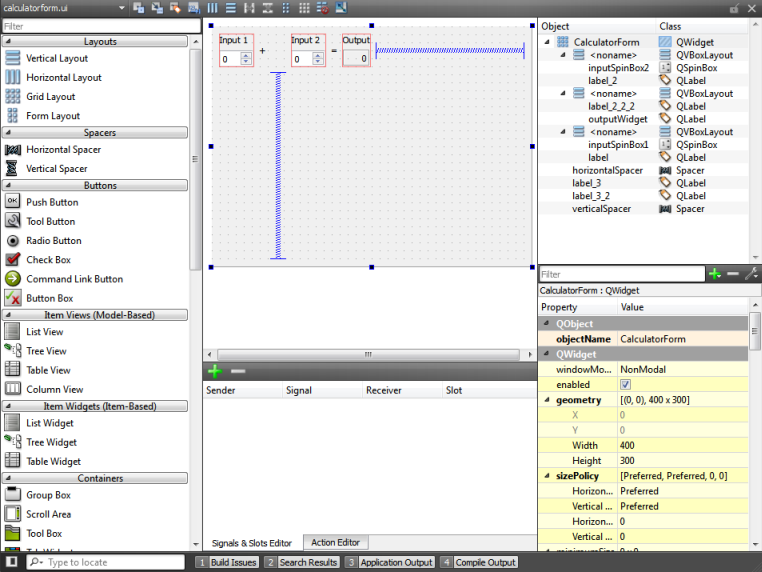 calculatorform.ui
Filter
Layouts
Vertical Layout
Horizontal Layout
Grid Layout
Form Layout
Spacers
Horizontal Spacer
Vertical Spacer
Buttons
OK Push Button
Tool Button
Radio Button
Check Box
Command Link Button
Button Box
Item Views (Model-Based)
List View
Tree View
Table View
Column View
Item Widgets (Item-Based)
List Widget
Tree Widget
Table Widget
Containers
Group Box
Scroll Area
Tool Box
Input 1 Input 2 Output
0 + 0 = 0
Sender Signal Receiver Slot
Signals & Slots Editor Action Editor
Object Class
CalculatorForm QWidget
<noname> QVBoxLayout
inputSpinBox2 QSpinBox
label_2 QLabel
<noname> QVBoxLayout
label_2_2_2 QLabel
outputWidget QLabel
<noname> QVBoxLayout
inputSpinBox1 QSpinBox
label QLabel
horizontalSpacer Spacer
label_3 QLabel
label_3_2 QLabel
verticalSpacer Spacer
Filter
CalculatorForm : QWidget
Property Value
QObject
objectName CalculatorForm
QWidget
windowMo... NonModal
enabled
geometry [(0, 0), 400 x 300]
X 0
Y 0
Width 400
Height 300
sizePolicy [Preferred, Preferred, 0, 0]
Horizon... Preferred
Vertical ... Preferred
Horizon... 0
Vertical ... 0
minimumSize 0 x 0
Type to locate 1 Build Issues 2 Search Results 3 Application Output 4 Compile Output